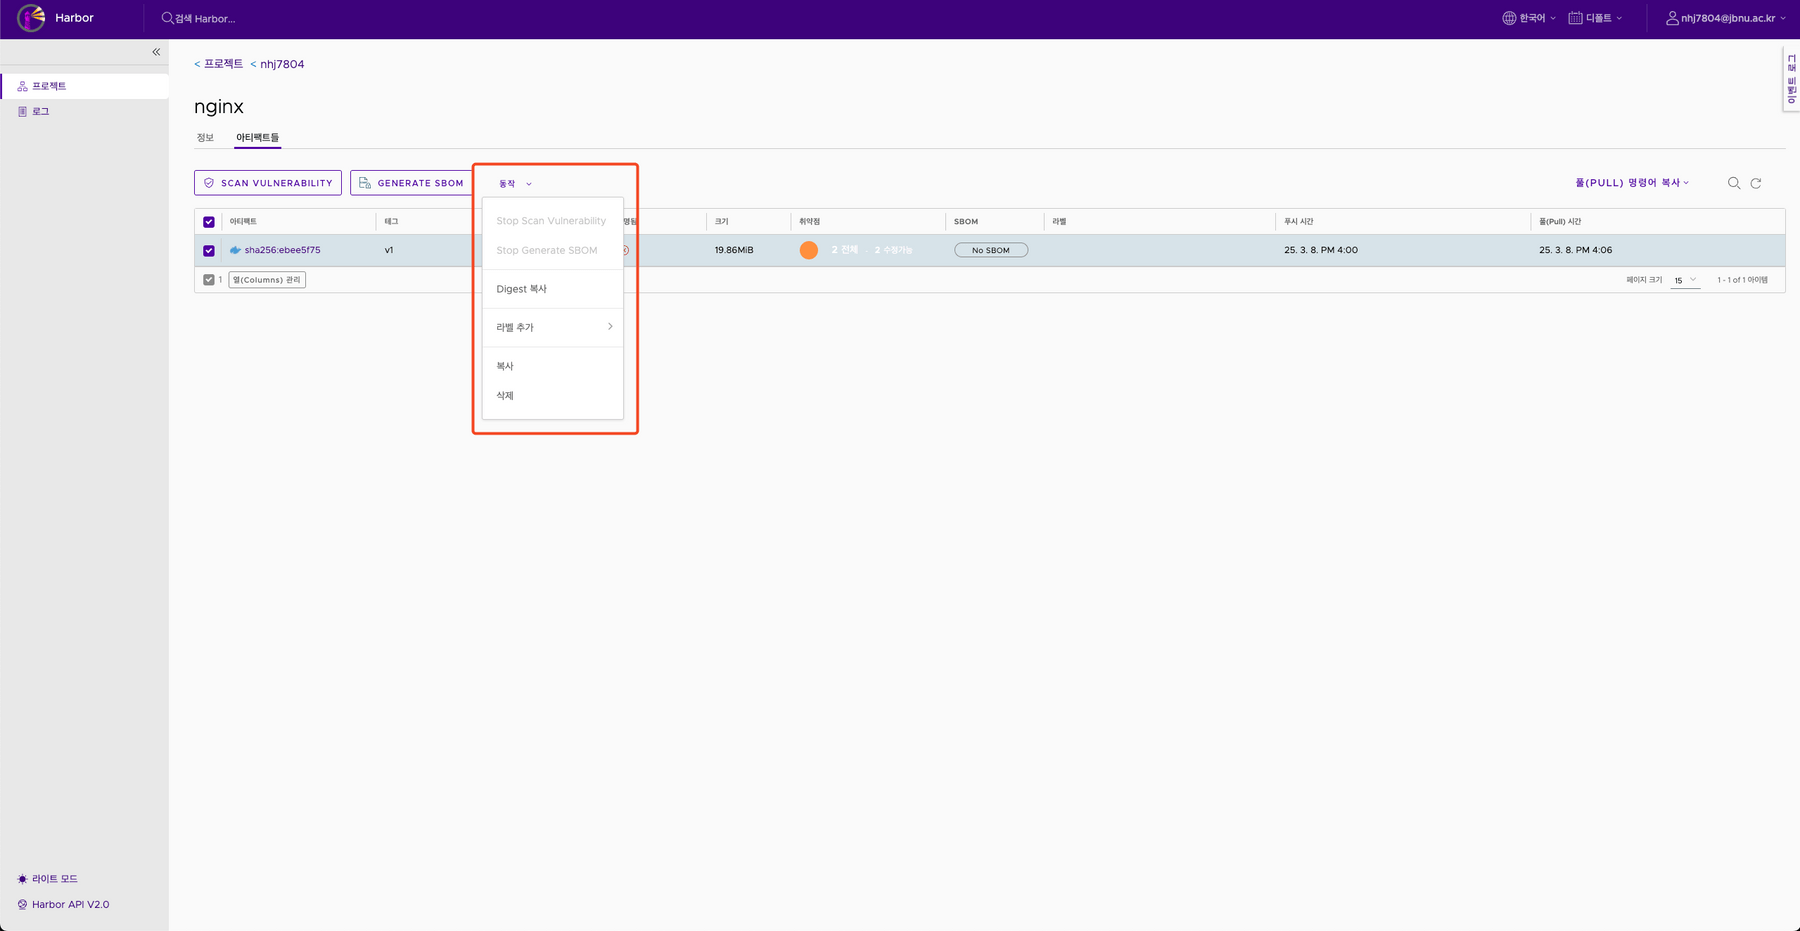 Harbor
검색 Harbor...
한국어
디폴트
nhj7804@jbnu.ac.kr
프로젝트
로그
< 프로젝트 < nhj7804
nginx
정보
아티팩트들
SCAN VULNERABILITY
GENERATE SBOM
동작
풀(PULL) 명령어 복사
Stop Scan Vulnerability
Stop Generate SBOM
Digest 복사
라벨 추가
복사
삭제
아티팩트
태그
명됨
크기
취약점
SBOM
라벨
푸시 시간
풀(Pull) 시간
sha256:ebee5f75
v1
19.86MiB
2 전체 . 2 수정가능
No SBOM
25. 3. 8. PM 4:00
25. 3. 8. PM 4:06
1
열(Columns) 관리
페이지 크기
15
1 - 1 of 1 아이템
이벤트 로그
라이트 모드
Harbor API V2.0